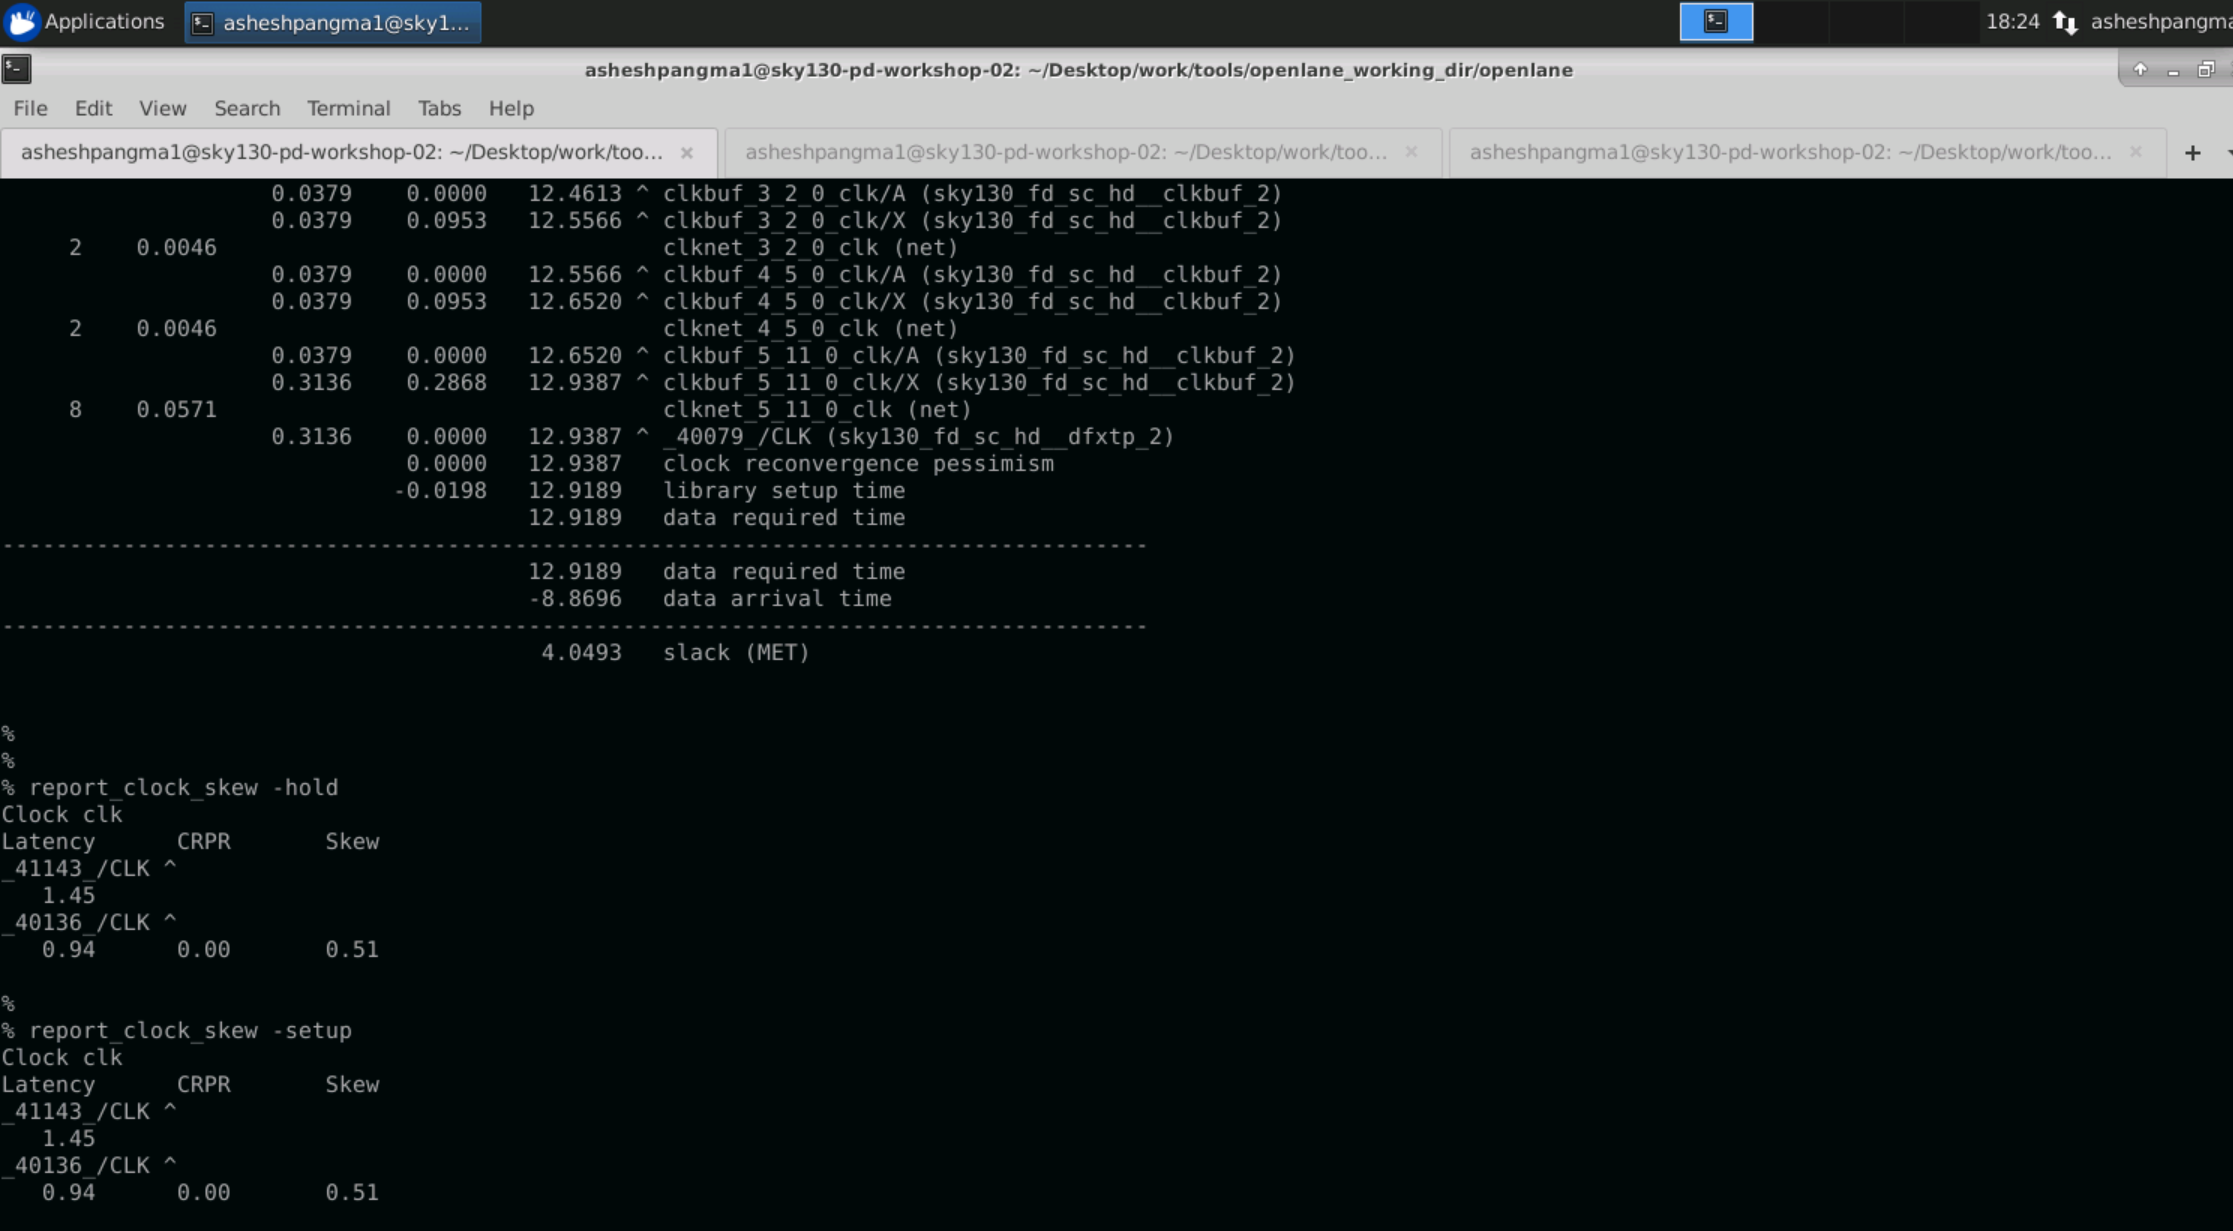 Applications asheshpangma1@sky1... 18:24 asheshpangma
asheshpangma1@sky130-pd-workshop-02: ~/Desktop/work/tools/openlane_working_dir/openlane
File Edit View Search Terminal Tabs Help
asheshpangma1@sky130-pd-workshop-02: ~/Desktop/work/too... × asheshpangma1@sky130-pd-workshop-02: ~/Desktop/work/too... × asheshpangma1@sky130-pd-workshop-02: ~/Desktop/work/too... × +
0.0379 0.0000 12.4613 ^ clkbuf_3_2_0_clk/A (sky130_fd_sc_hd__clkbuf_2)
0.0379 0.0953 12.5566 ^ clkbuf_3_2_0_clk/X (sky130_fd_sc_hd__clkbuf_2)
2 0.0046 clknet_3_2_0_clk (net)
0.0379 0.0000 12.5566 ^ clkbuf_4_5_0_clk/A (sky130_fd_sc_hd__clkbuf_2)
0.0379 0.0953 12.6520 ^ clkbuf_4_5_0_clk/X (sky130_fd_sc_hd__clkbuf_2)
2 0.0046 clknet_4_5_0_clk (net)
0.0379 0.0000 12.6520 ^ clkbuf_5_11_0_clk/A (sky130_fd_sc_hd__clkbuf_2)
0.3136 0.2868 12.9387 ^ clkbuf_5_11_0_clk/X (sky130_fd_sc_hd__clkbuf_2)
8 0.0571 clknet_5_11_0_clk (net)
0.3136 0.0000 12.9387 ^ _40079_/CLK (sky130_fd_sc_hd__dfxtp_2)
0.0000 12.9387 clock reconvergence pessimism
-0.0198 12.9189 library setup time
12.9189 data required time
-------------------------------------------------------------------------------------
12.9189 data required time
-8.8696 data arrival time
-------------------------------------------------------------------------------------
4.0493 slack (MET)
%
%
% report_clock_skew -hold
Clock clk
Latency CRPR Skew
_41143_/CLK ^
1.45
_40136_/CLK ^
0.94 0.00 0.51
%
% report_clock_skew -setup
Clock clk
Latency CRPR Skew
_41143_/CLK ^
1.45
_40136_/CLK ^
0.94 0.00 0.51